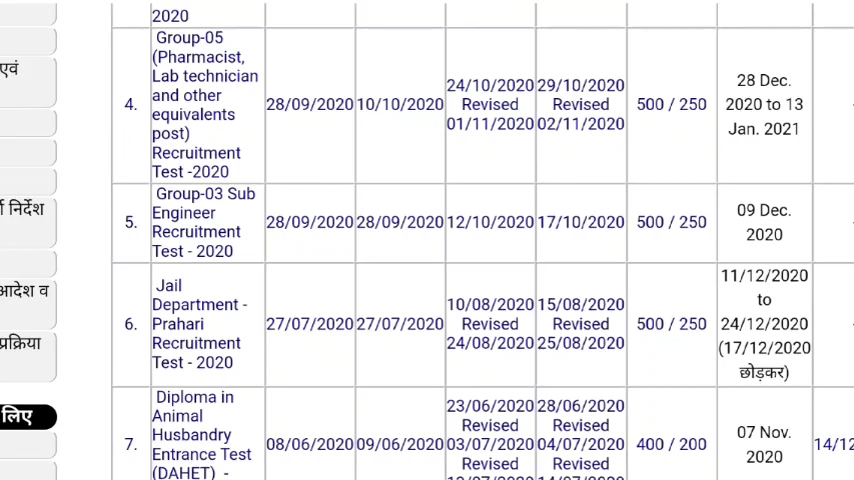 एवं
र्देश
आदेश व
प्रक्रिया
लिए
2020
4.
Group-05
(Pharmacist,
Lab technician
and other
equivalents
post)
Recruitment
Test -2020
28/09/2020
10/10/2020
24/10/2020
Revised
01/11/2020
29/10/2020
Revised
02/11/2020
500 / 250
28 Dec.
2020 to 13
Jan. 2021
5.
Group-03 Sub
Engineer
Recruitment
Test - 2020
28/09/2020
28/09/2020
12/10/2020
17/10/2020
500 / 250
09 Dec.
2020
6.
Jail
Department -
Prahari
Recruitment
Test - 2020
27/07/2020
27/07/2020
10/08/2020
Revised
24/08/2020
15/08/2020
Revised
25/08/2020
500 / 250
11/12/2020
to
24/12/2020
(17/12/2020
छोड़कर)
7.
Diploma in
Animal
Husbandry
Entrance Test
(DAHET) -
08/06/2020
09/06/2020
23/06/2020
Revised
03/07/2020
Revised
28/06/2020
Revised
04/07/2020
Revised
400 / 200
07 Nov.
2020
14/12